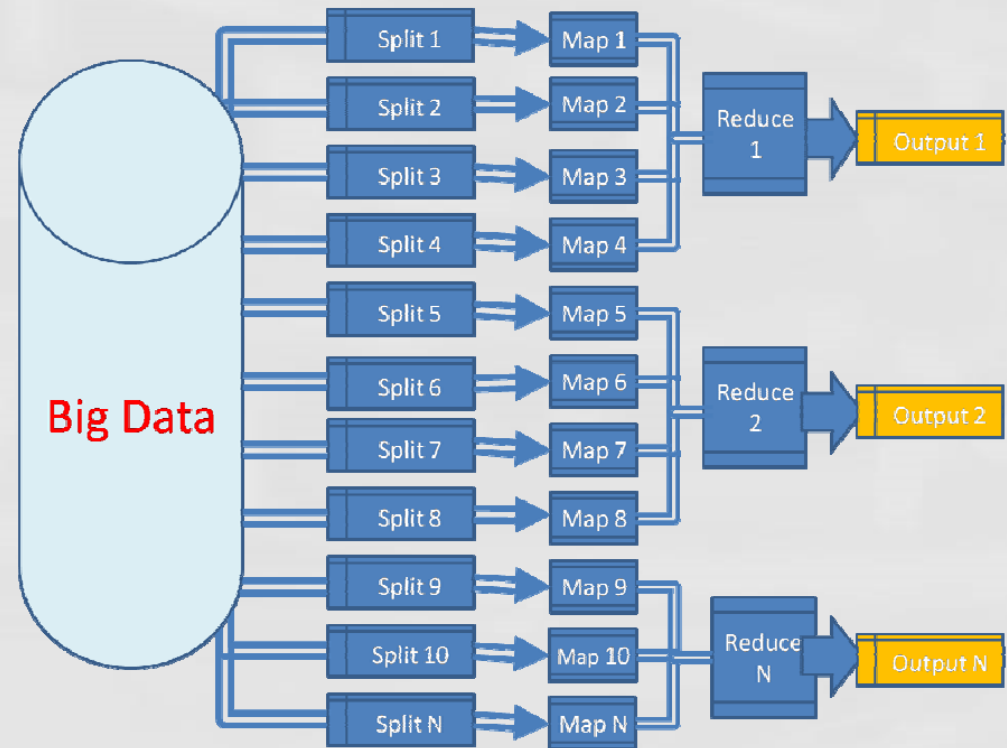 Big Data
Split 1
Split 2
Split 3
Split 4
Split 5
Split 6
Split 7
Split 8
Split 9
Split 10
Split N
Map 1
Map 2
Map 3
Map 4
Map 5
Map 6
Map 7
Map 8
Map 9
Map 10
Map N
Reduce
1
Reduce
2
Reduce
N
Output 1
Output 2
Output N